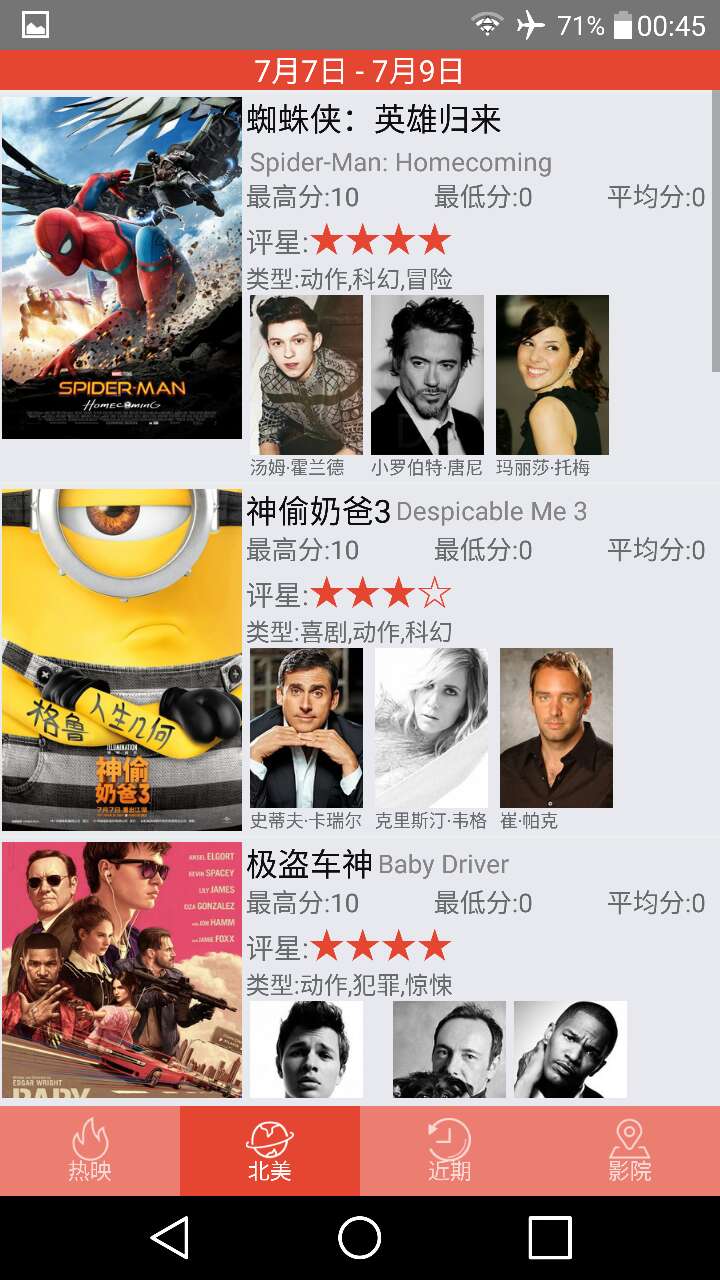 71% 00:45
7月7日 - 7月9日
蜘蛛侠：英雄归来
Spider-Man: Homecoming
最高分:10 最低分:0 平均分:0
评星:★★★★
类型:动作,科幻,冒险
SPIDER-MAN
HOMECOMING
汤姆·霍兰德 小罗伯特·唐尼 玛丽莎·托梅
神偷奶爸3 Despicable Me 3
最高分:10 最低分:0 平均分:0
评星:★★★☆
类型:喜剧,动作,科幻
格鲁 人生几何
ILLUMINATION
神偷
奶爸3
史蒂夫·卡瑞尔 克里斯汀·韦格 崔·帕克
极盗车神 Baby Driver
最高分:10 最低分:0 平均分:0
评星:★★★★
类型:动作,犯罪,惊悚
ANSEL ELGORT
KEVIN SPACEY
LILY JAMES
EIZA GONZALEZ
JON HAMM
JAMIE FOXX
EDGAR WRIGHT
BABY
热映 北美 近期 影院